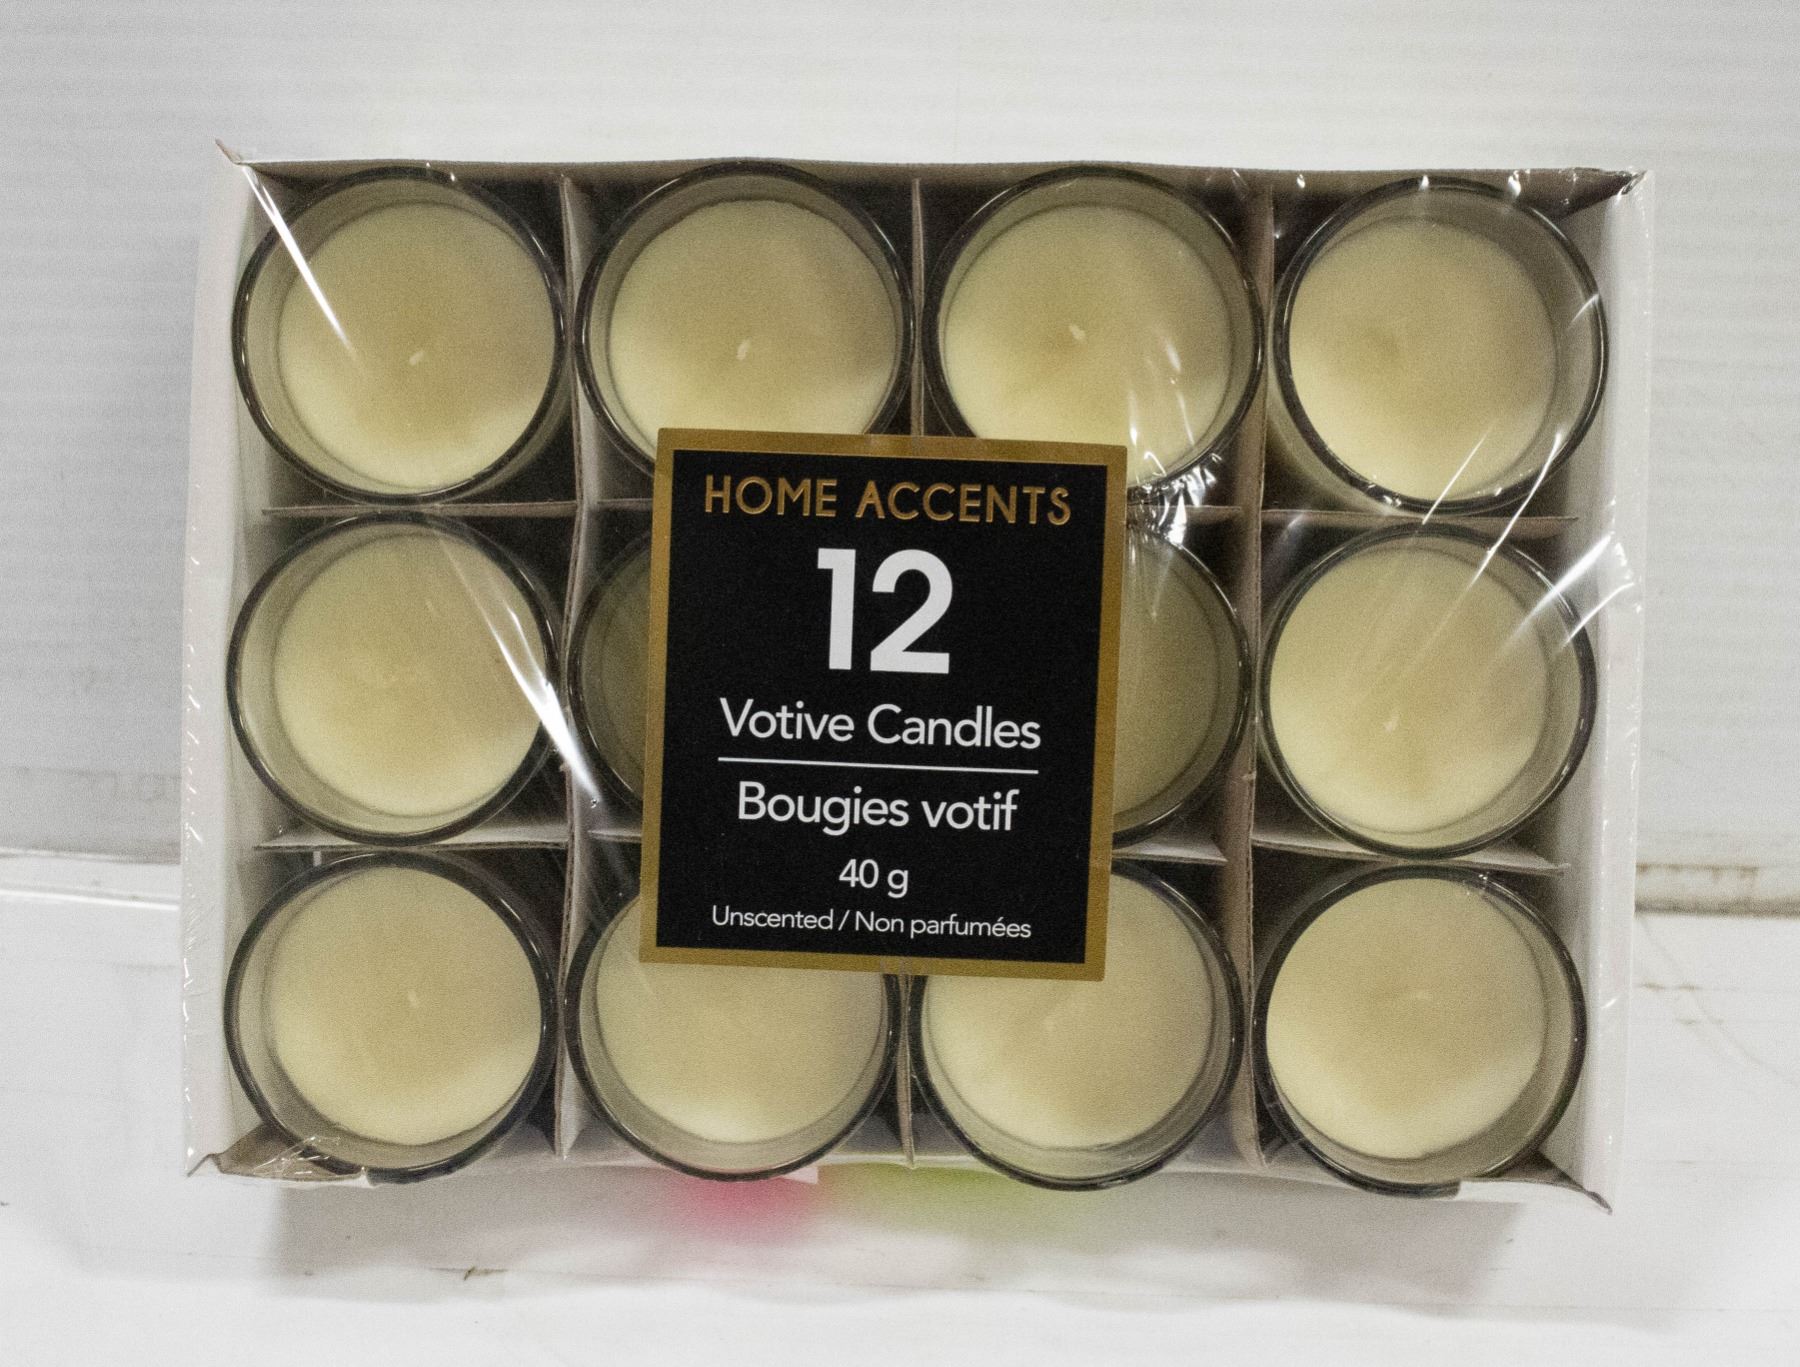 HOME ACCENTS
12
Votive Candles
Bougies votif
40 g
Unscented / Non parfumées